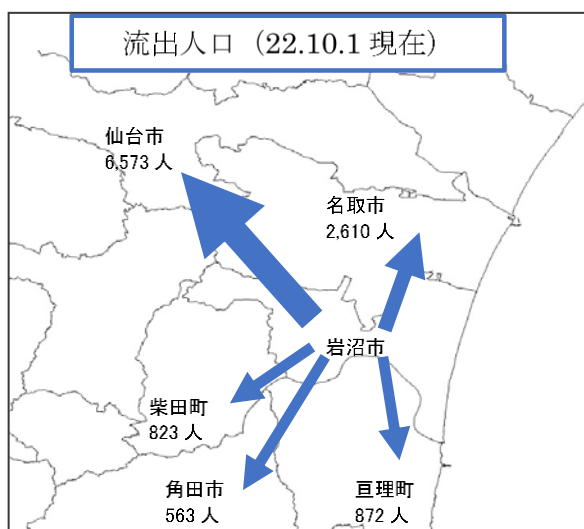 流出人口（22.10.1 現在）
仙台市
6,573 人
名取市
2,610 人
岩沼市
柴田町
823 人
角田市
563 人
亘理町
872 人